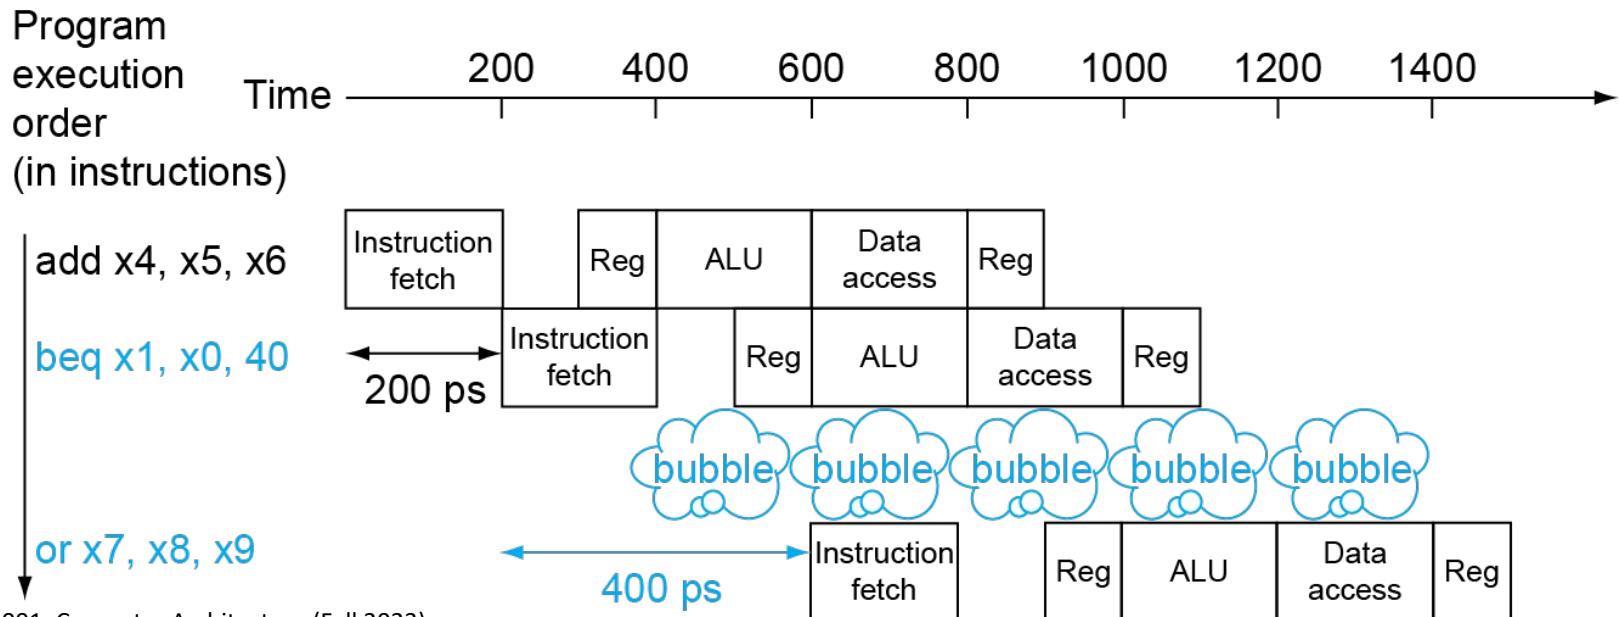 Program
execution
order
(in instructions)
Time
200 400 600 800 1000 1200 1400
add x4, x5, x6
Instruction
fetch
Reg
ALU
Data
access
Reg
beq x1, x0, 40
200 ps
Instruction
fetch
Reg
ALU
Data
access
Reg
bubble bubble bubble bubble bubble
or x7, x8, x9
400 ps
Instruction
fetch
Reg
ALU
Data
access
Reg